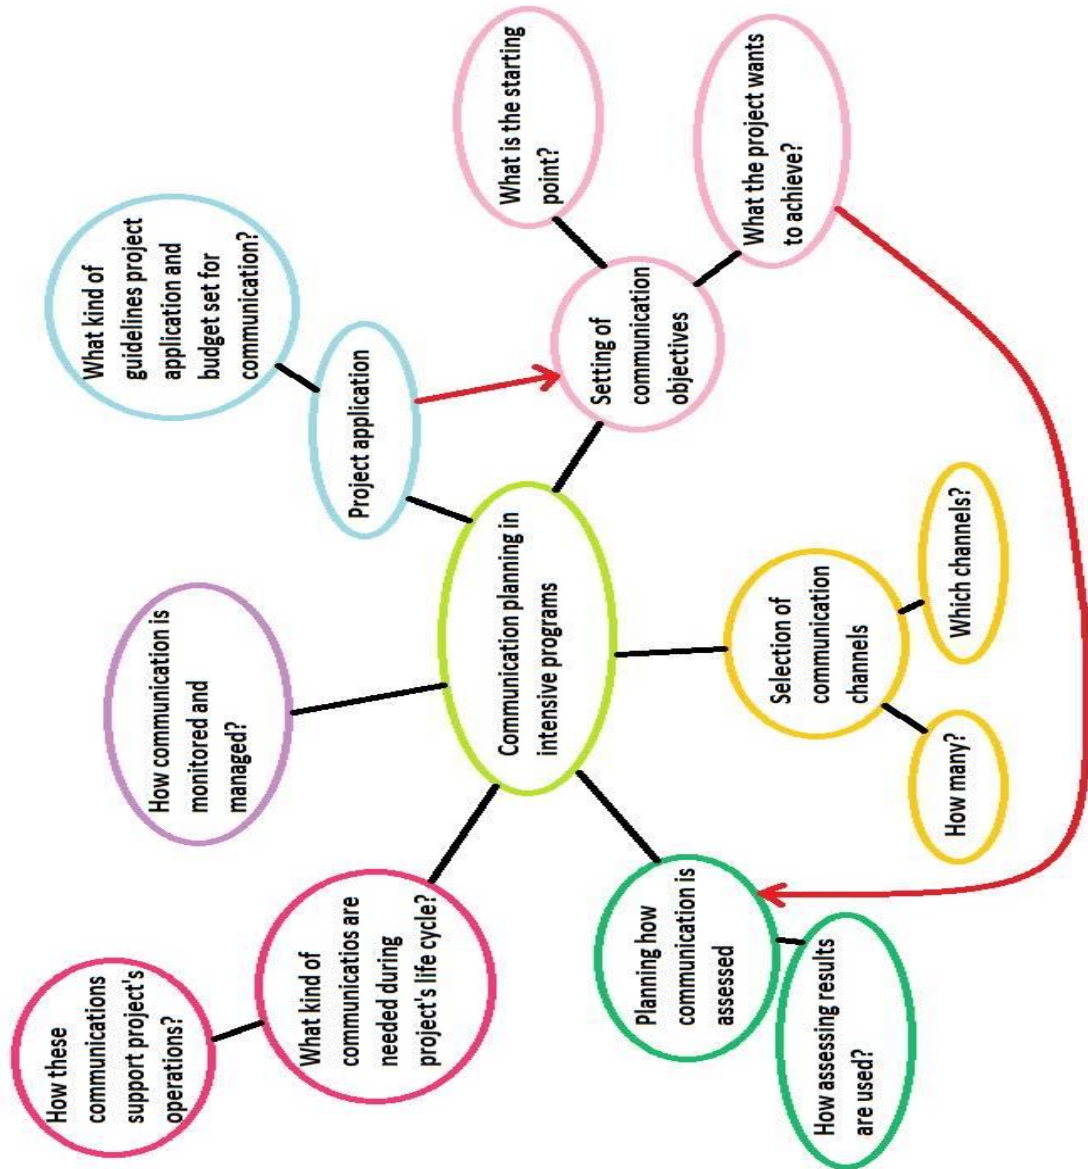 How these
communications
support project's
operations?
What kind of
communicatios are
needed during
project's life cycle?
How communication is
monitored and
managed?
What kind of
guidelines project
application and
budget set for
communication?
Project application
Communication planning in
intensive programs
Setting of
communication
objectives
What is the starting
point?
What the project wants
to achieve?
Planning how
communication is
assessed
How assessing results
are used?
Selection of
communication
channels
How many?
Which channels?